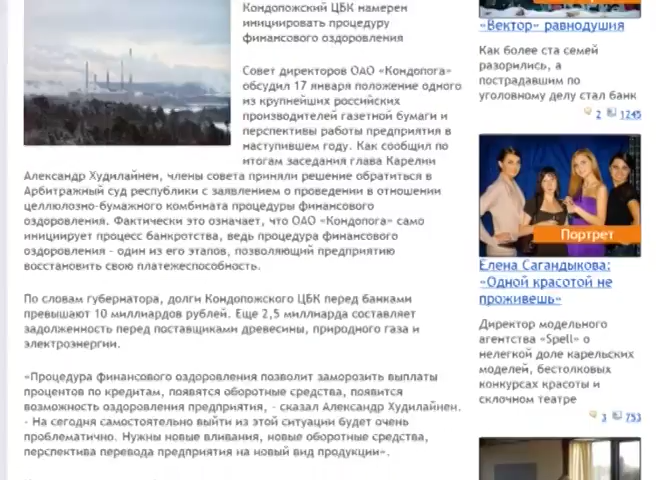 Кондопожский ЦБК намерен
инициировать процедуру
финансового оздоровления
Совет директоров ОАО «Кондопога»
обсудил 17 января положение одного
из крупнейших российских
производителей газетной бумаги и
перспективы работы предприятия в
наступившем году. Как сообщил по
итогам заседания глава Карелии
Александр Худилайнен, члены совета приняли решение обратиться в
Арбитражный суд республики с заявлением о проведении в отношении
целлюлозно-бумажного комбината процедуры финансового
оздоровления. Фактически это означает, что ОАО «Кондопога» само
инициирует процесс банкротства, ведь процедура финансового
оздоровления - один из его этапов, позволяющий предприятию
восстановить свою платежеспособность.
По словам губернатора, долги Кондопожского ЦБК перед банками
превышают 10 миллиардов рублей. Еще 2,5 миллиарда составляет
задолженность перед поставщиками древесины, природного газа и
электроэнергии.
«Процедура финансового оздоровления позволит заморозить выплаты
процентов по кредитам, появятся оборотные средства, появится
возможность оздоровления предприятия, - сказал Александр Худилайнен.
- На сегодня самостоятельно выйти из этой ситуации будет очень
проблематично. Нужны новые вливания, новые оборотные средства,
перспектива перевода предприятия на новый вид продукции».
«Вектор» равнодушия
Как более ста семей
разорились, а
пострадавшим по
уголовному делу стал банк
2 1245
Портрет
Елена Сагандыкова:
«Одной красотой не
проживешь»
Директор модельного
агентства «Spell» о
нелегкой доле карельских
моделей, бестолковых
конкурсах красоты и
склочном театре
3 753